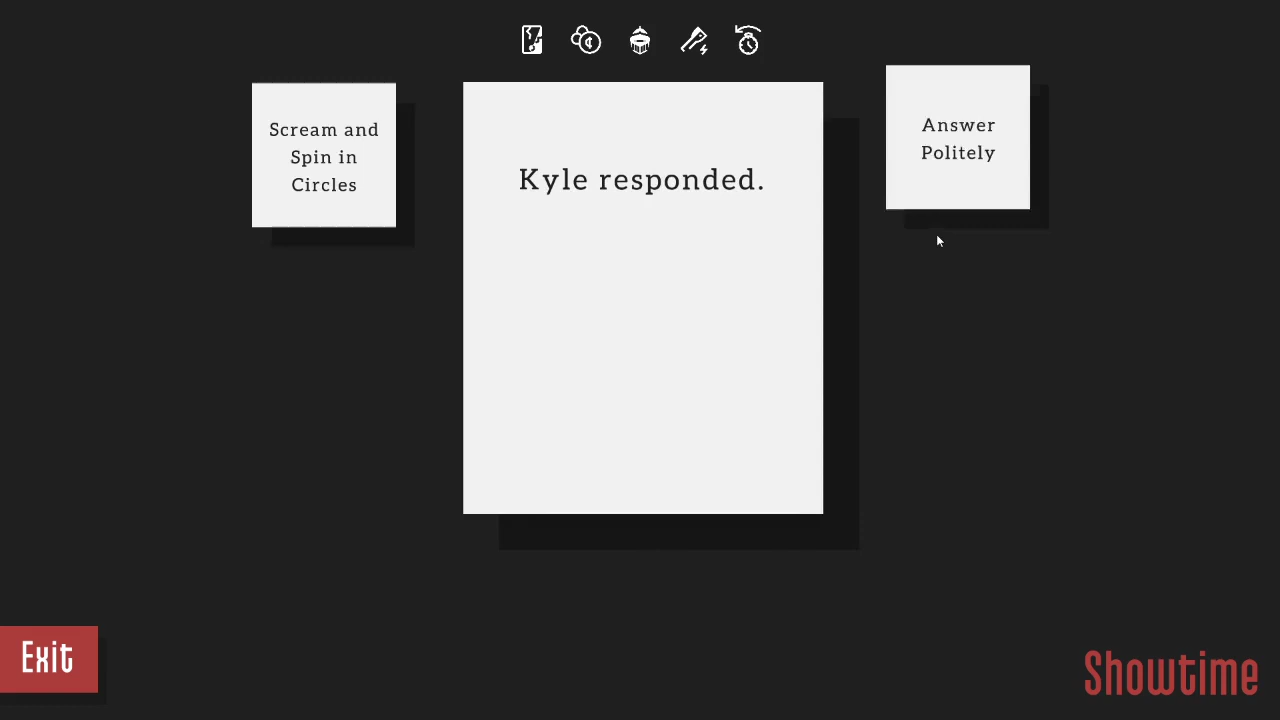 Scream and
Spin in
Circles
Kyle responded.
Answer
Politely
Exit
Showtime